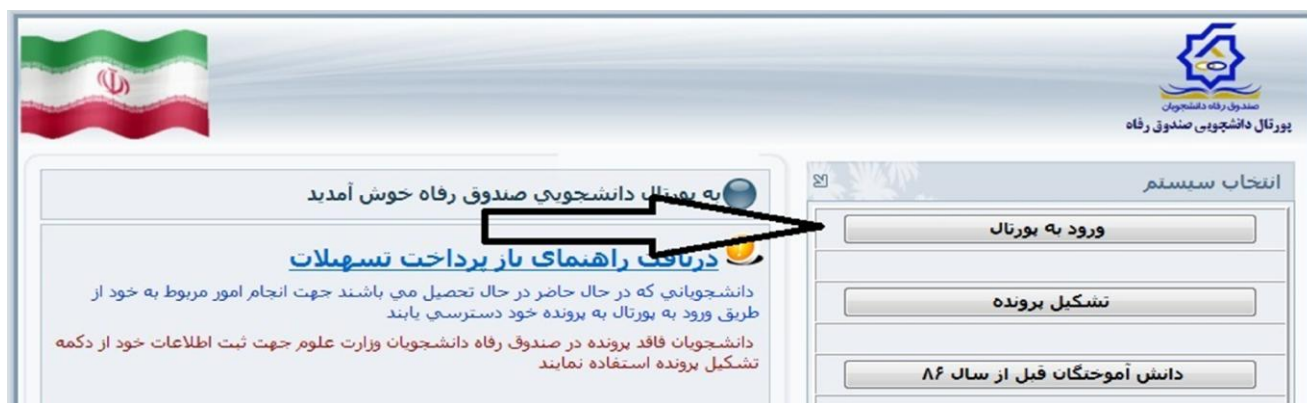 صندوق رفاه دانشجویان
پورتال دانشجویی صندوق رفاه
انتخاب سیستم
ورود به پورتال
تشکیل پرونده
دانش آموختگان قبل از سال ۸۶
به پورتال دانشجويي صندوق رفاه خوش آمديد
دریافت راهنمای باز پرداخت تسهیلات
دانشجوياني که در حال حاضر در حال تحصيل مي باشند جهت انجام امور مربوط به خود از
طريق ورود به پورتال به پرونده خود دسترسي يابند
دانشجويان فاقد پرونده در صندوق رفاه دانشجويان وزارت علوم جهت ثبت اطلاعات خود از دکمه
تشکيل پرونده استفاده نمايند